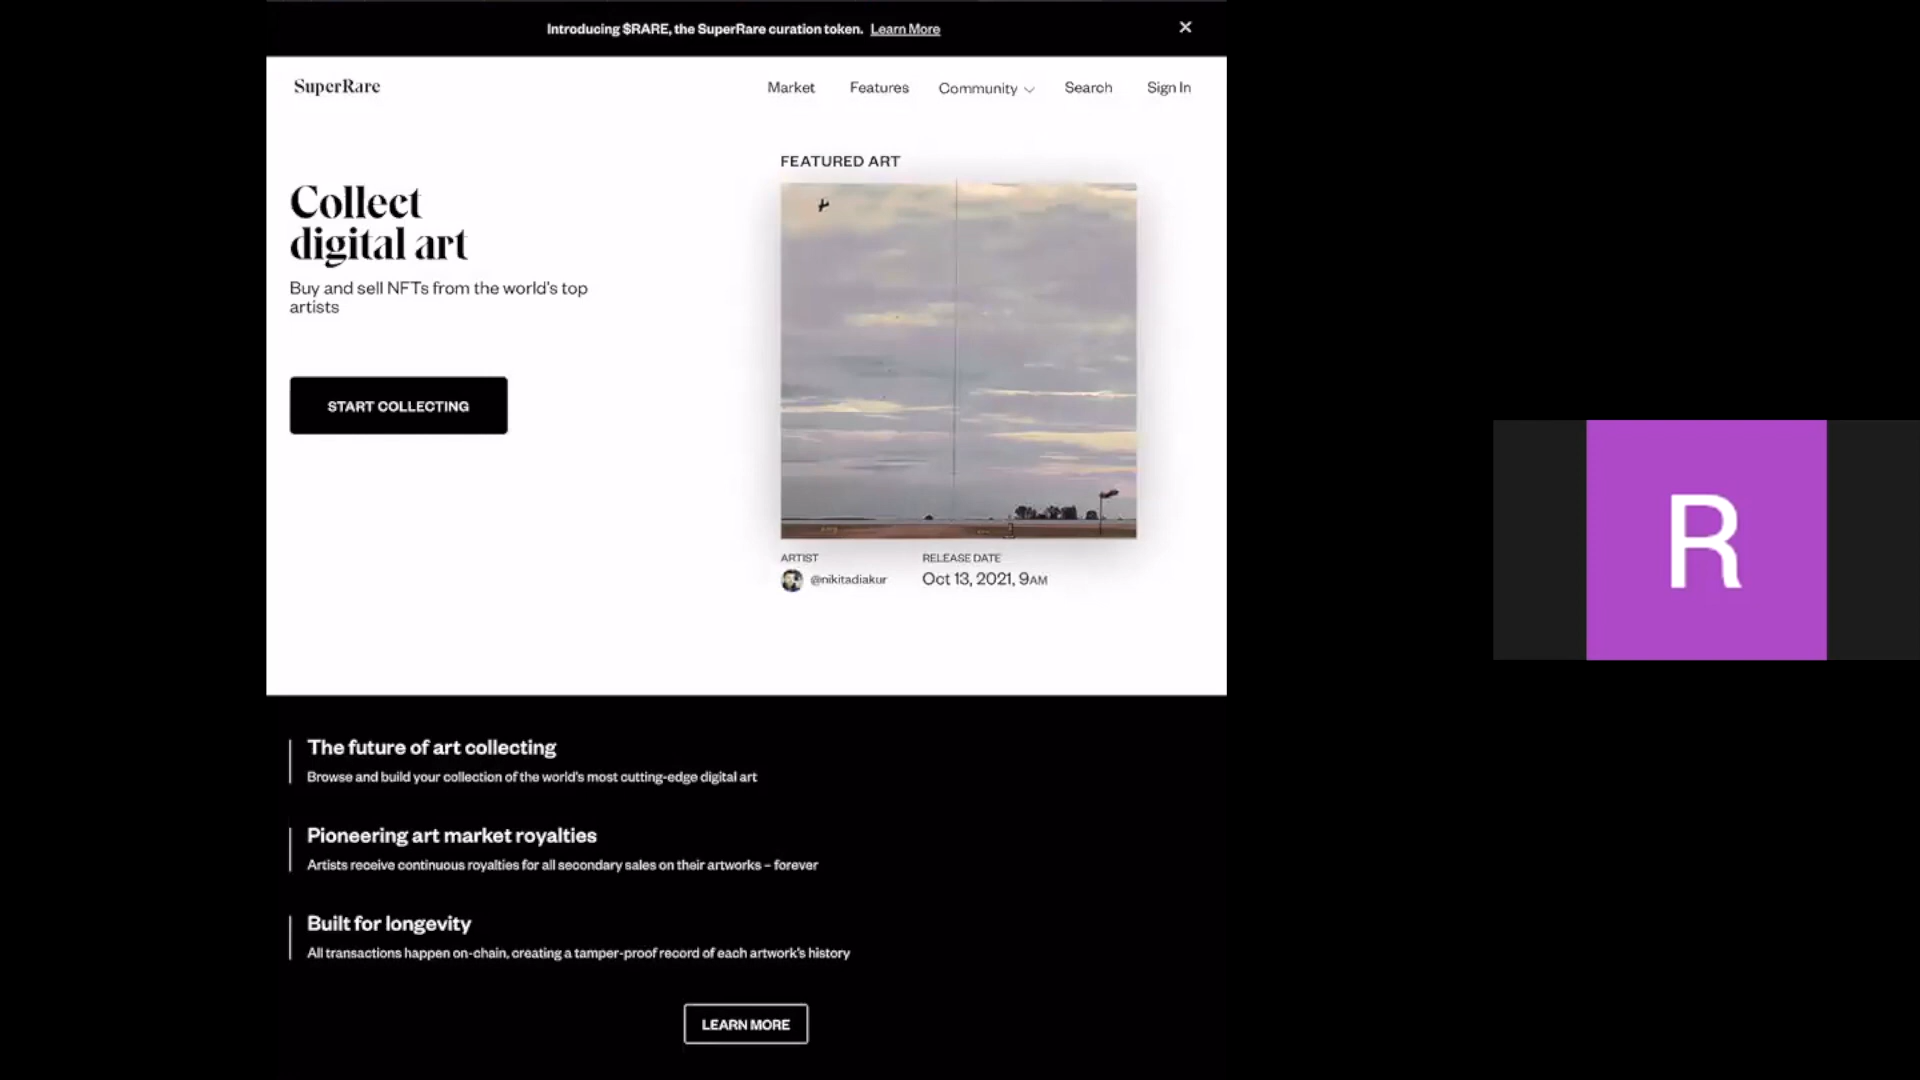 Introducing $RARE, the SuperRare curation token. Learn More
SuperRare
Market Features Community Search Sign In
FEATURED ART
Collect
digital art
Buy and sell NFTs from the world's top
artists
START COLLECTING
ARTIST RELEASE DATE
@nikitadiakur Oct 13, 2021, 9AM
R
The future of art collecting
Browse and build your collection of the world's most cutting-edge digital art
Pioneering art market royalties
Artists receive continuous royalties for all secondary sales on their artworks – forever
Built for longevity
All transactions happen on-chain, creating a tamper-proof record of each artwork's history
LEARN MORE